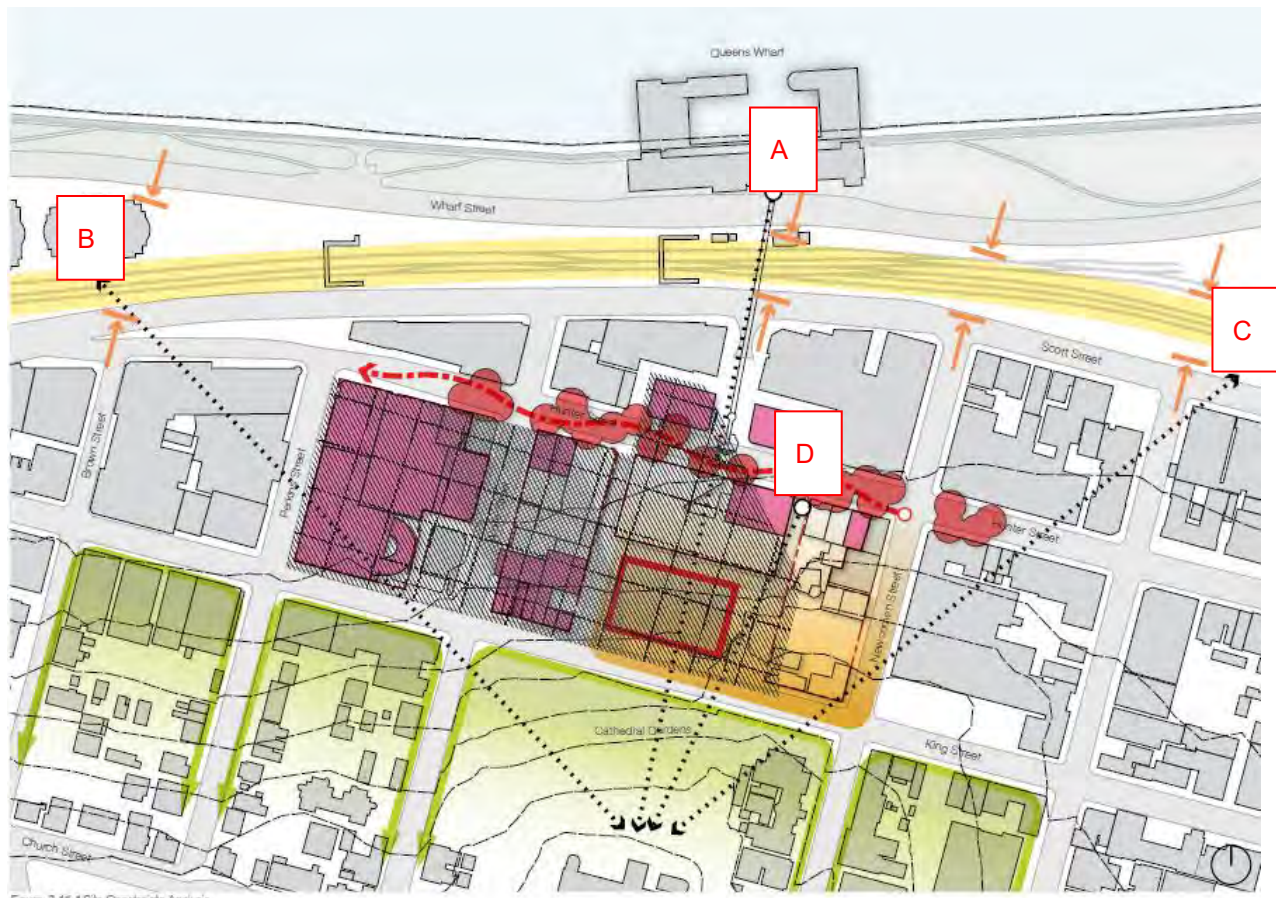 Queens Wharf
A
Wharf Street
B
C
Scott Street
Hunter
D
Brown Street
Perkins Street
Hunter Street
Newcomen Street
Cathedral Gardens
King Street
Church Street